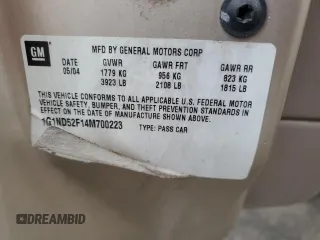 GM
MFD BY GENERAL MOTORS CORP
DATE GVWR GAWR FRT GAWR RR
05/04 1779 KG 956 KG 823 KG
3923 LB 2108 LB 1815 LB
THIS VEHICLE CONFORMS TO ALL APPLICABLE U.S. FEDERAL MOTOR
VEHICLE SAFETY, BUMPER, AND THEFT PREVENTION STANDARDS IN
EFFECT ON THE DATE OF MANUFACTURE SHOWN ABOVE.
1G1ND52F14M700223 TYPE: PASS CAR
DREAMBID